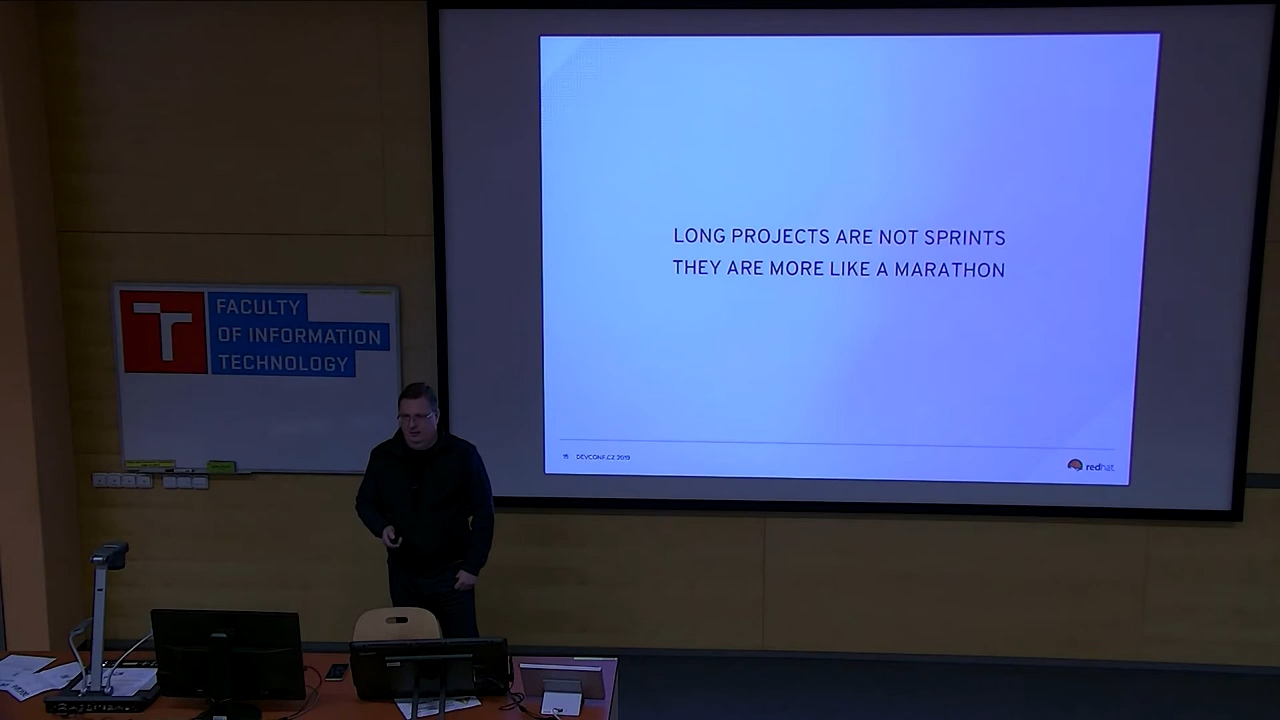 LONG PROJECTS ARE NOT SPRINTS
THEY ARE MORE LIKE A MARATHON
FACULTY
OF INFORMATION
TECHNOLOGY
DEVCONF.CZ 2019
redhat.